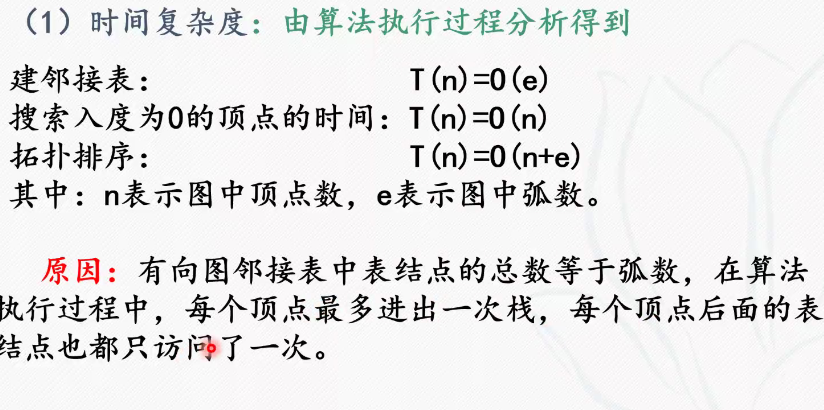 （1）时间复杂度：由算法执行过程分析得到
建邻接表： T(n)=O(e)
搜索入度为0的顶点的时间：T(n)=O(n)
拓扑排序： T(n)=O(n+e)
其中：n表示图中顶点数，e表示图中弧数。
原因：有向图邻接表中表结点的总数等于弧数，在算法
执行过程中，每个顶点最多进出一次栈，每个顶点后面的表
结点也都只访问了一次。